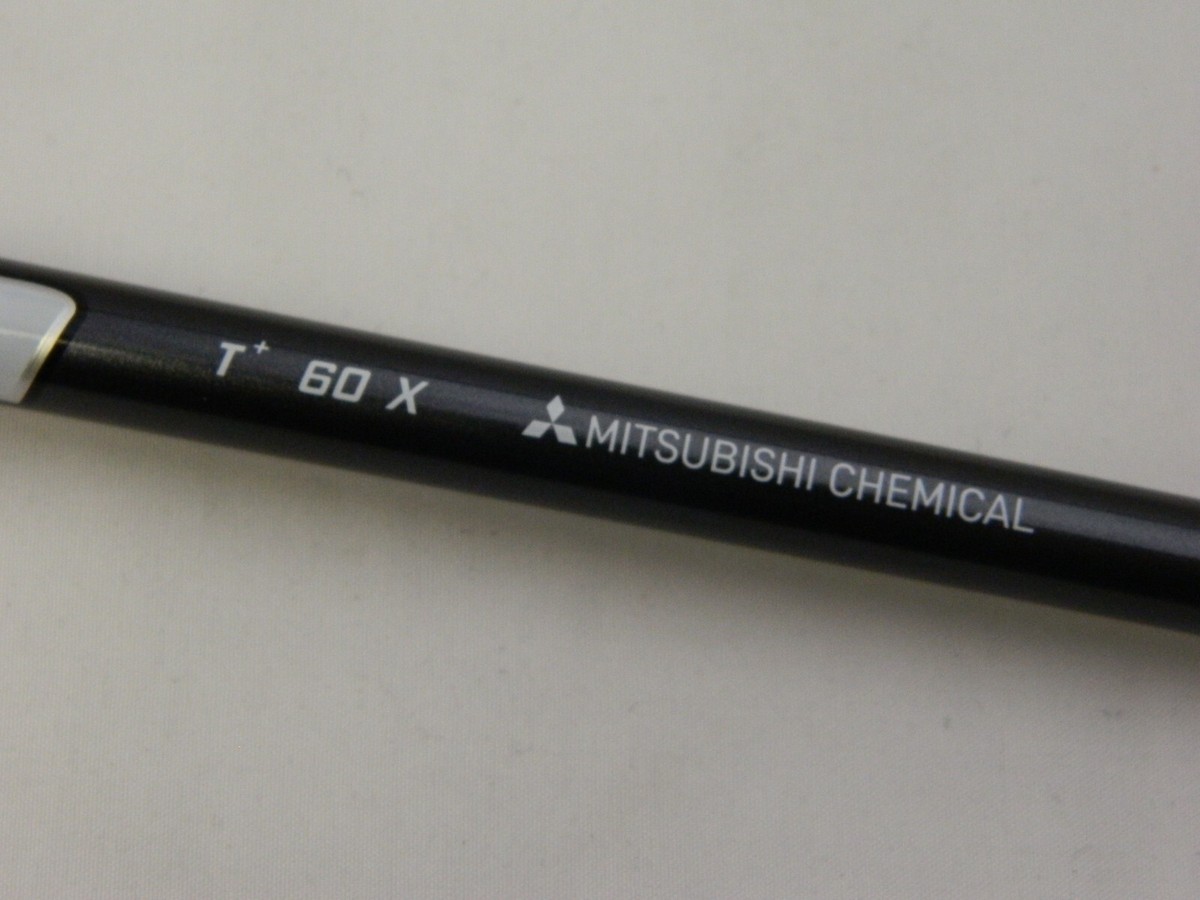 T+ 60 X MITSUBISHI CHEMICAL